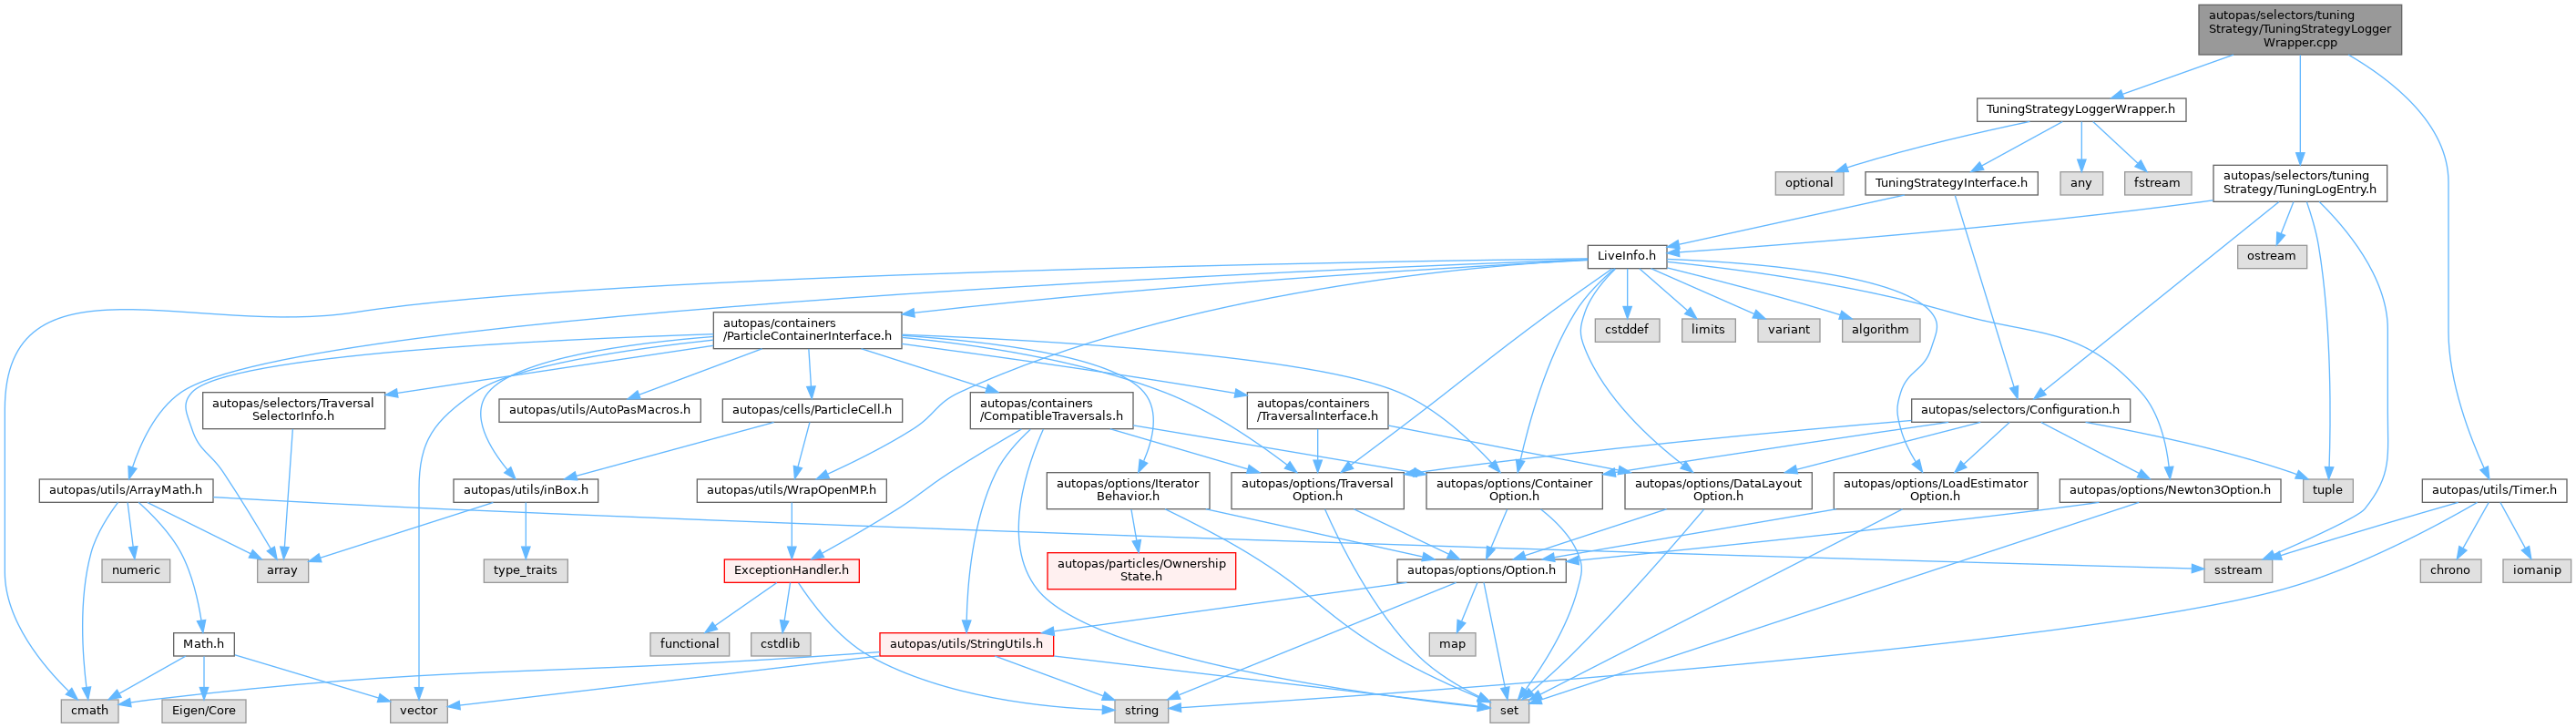 autopas/selectors/tuning
Strategy/TuningStrategyLogger
Wrapper.cpp
TuningStrategyLoggerWrapper.h
optional
TuningStrategyInterface.h
any
fstream
autopas/selectors/tuning
Strategy/TuningLogEntry.h
LiveInfo.h
ostream
autopas/containers
/ParticleContainerInterface.h
cstddef
limits
variant
algorithm
autopas/selectors/Traversal
SelectorInfo.h
autopas/utils/AutoPasMacros.h
autopas/cells/ParticleCell.h
autopas/containers
/CompatibleTraversals.h
autopas/containers
/TraversalInterface.h
autopas/selectors/Configuration.h
autopas/utils/ArrayMath.h
autopas/utils/inBox.h
autopas/utils/WrapOpenMP.h
autopas/options/Iterator
Behavior.h
autopas/options/Traversal
Option.h
autopas/options/Container
Option.h
autopas/options/DataLayout
Option.h
autopas/options/LoadEstimator
Option.h
autopas/options/Newton3Option.h
tuple
autopas/utils/Timer.h
numeric
array
type_traits
ExceptionHandler.h
autopas/particles/Ownership
State.h
autopas/options/Option.h
sstream
chrono
iomanip
Math.h
functional
cstdlib
autopas/utils/StringUtils.h
map
cmath
Eigen/Core
vector
string
set